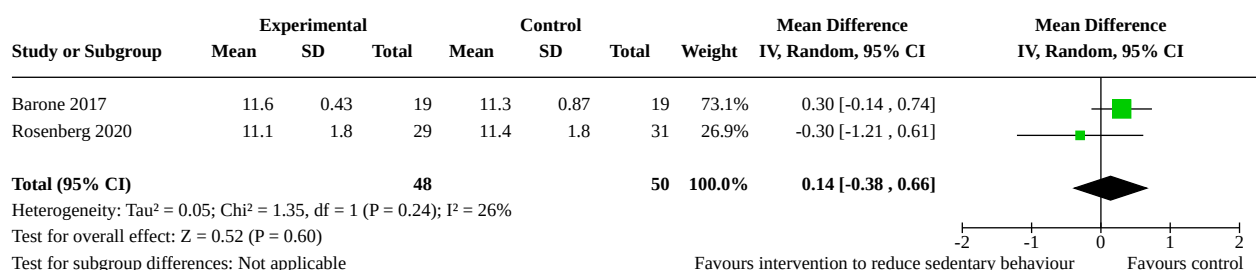 Experimental Control Mean Difference Mean Difference
Study or Subgroup Mean SD Total Mean SD Total Weight IV, Random, 95% CI IV, Random, 95% CI
Barone 2017 11.6 0.43 19 11.3 0.87 19 73.1% 0.30 [-0.14 , 0.74]
Rosenberg 2020 11.1 1.8 29 11.4 1.8 31 26.9% -0.30 [-1.21 , 0.61]
Total (95% CI) 48 50 100.0% 0.14 [-0.38 , 0.66]
Heterogeneity: Tau² = 0.05; Chi² = 1.35, df = 1 (P = 0.24); I² = 26%
Test for overall effect: Z = 0.52 (P = 0.60)
-2 -1 0 1 2
Test for subgroup differences: Not applicable Favours intervention to reduce sedentary behaviour Favours control